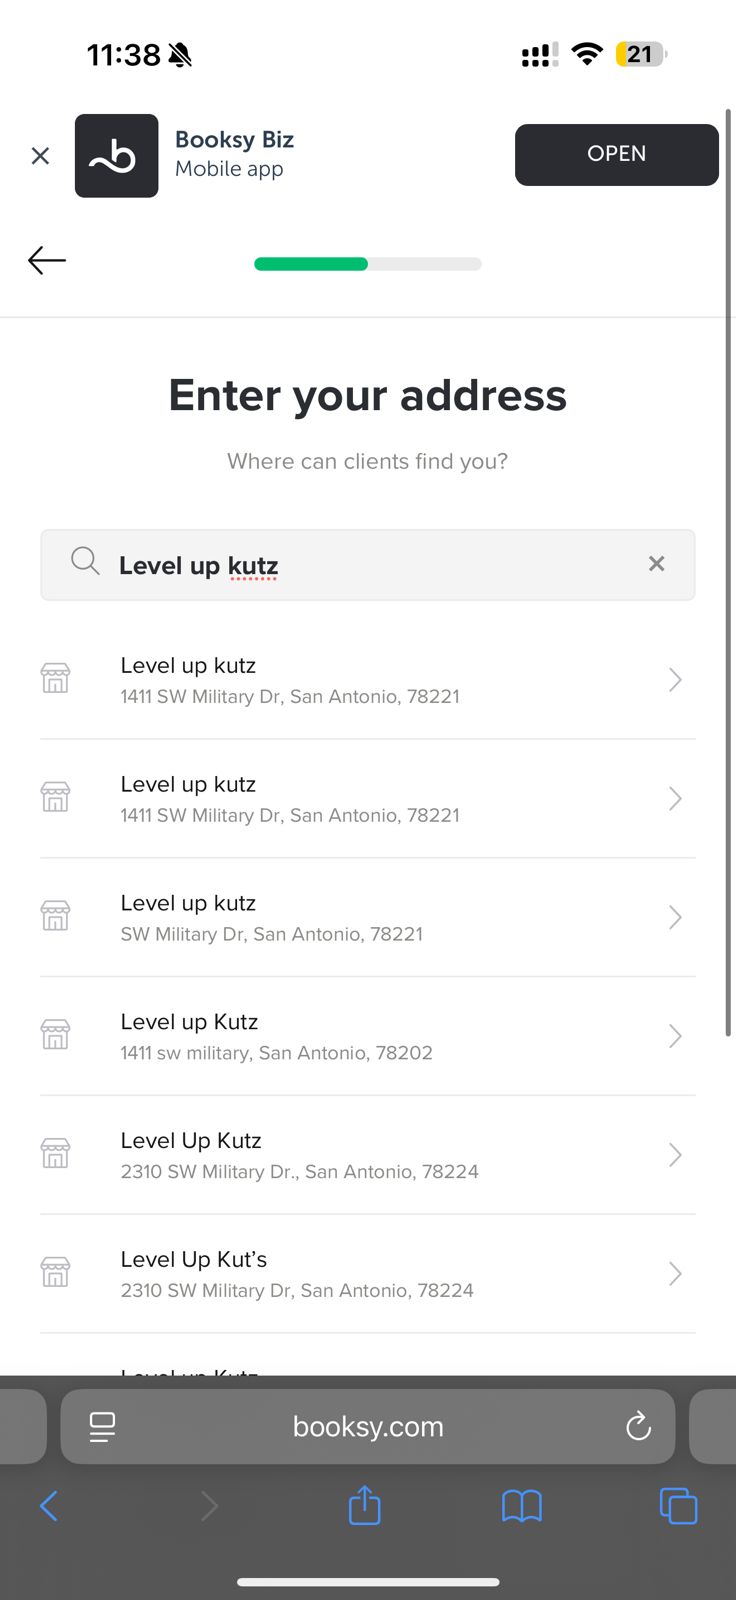 11:38
21
Booksy Biz
Mobile app
OPEN
Enter your address
Where can clients find you?
Level up kutz
Level up kutz
1411 SW Military Dr, San Antonio, 78221
Level up kutz
1411 SW Military Dr, San Antonio, 78221
Level up kutz
SW Military Dr, San Antonio, 78221
Level up Kutz
1411 sw military, San Antonio, 78202
Level Up Kutz
2310 SW Military Dr., San Antonio, 78224
Level Up Kut’s
2310 SW Military Dr, San Antonio, 78224
Level up Kutz
booksy.com